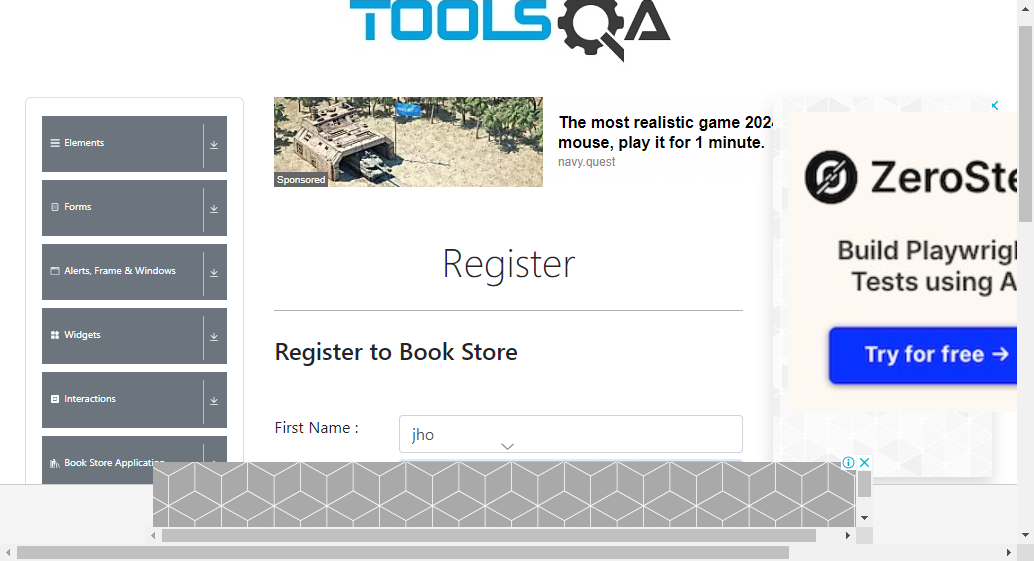 TOOLSQA
Elements
Forms
Alerts, Frame & Windows
Widgets
Interactions
Book Store Application
Sponsored
The most realistic game 202
mouse, play it for 1 minute.
navy.quest
Register
Register to Book Store
First Name :
jho
ZeroSte
Build Playwrig
Tests using A
Try for free →